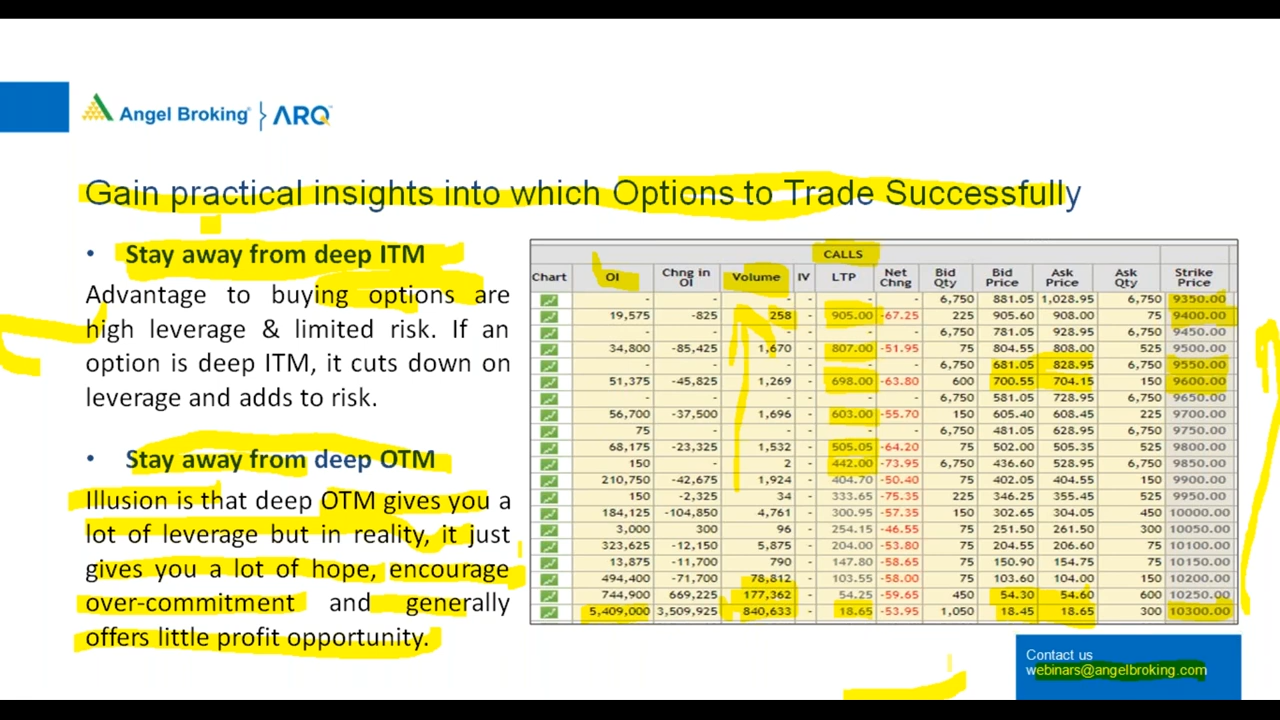 Angel Broking ARQ
Gain practical insights into which Options to Trade Successfully
• Stay away from deep ITM
Advantage to buying options are
high leverage & limited risk. If an
option is deep ITM, it cuts down on
leverage and adds to risk.
• Stay away from deep OTM
Illusion is that deep OTM gives you a
lot of leverage but in reality, it just
gives you a lot of hope, encourage
over-commitment and generally
offers little profit opportunity.
CALLS
Chart OI Chng in OI Volume IV LTP Net Chng Bid Qty Bid Price Ask Price Ask Qty Strike Price
- - - - - - 6,750 881.05 1,028.95 6,750 9350.00
19,575 -825 258 - 905.00 -67.25 225 905.60 908.00 75 9400.00
- - - - - - 6,750 781.05 928.95 6,750 9450.00
34,800 -85,425 1,670 - 807.00 -51.95 75 804.55 808.00 525 9500.00
- - - - - - 6,750 681.05 828.95 6,750 9550.00
51,375 -45,825 1,269 - 698.00 -63.80 600 700.55 704.15 150 9600.00
- - - - - - 6,750 581.05 728.95 6,750 9650.00
56,700 -37,500 1,696 - 603.00 -55.70 150 605.40 608.45 225 9700.00
75 - - - - - 6,750 481.05 628.95 6,750 9750.00
68,175 -23,325 1,532 - 505.05 -64.20 75 502.00 505.35 525 9800.00
150 - 2 - 442.00 -73.95 6,750 436.60 528.95 6,750 9850.00
210,750 -42,675 1,924 - 404.70 -50.40 75 402.05 404.55 150 9900.00
150 -2,325 34 - 333.65 -75.35 225 346.25 355.45 525 9950.00
184,125 -104,850 4,761 - 300.95 -57.35 150 302.65 304.05 450 10000.00
3,000 300 96 - 254.15 -46.55 75 251.50 261.50 300 10050.00
323,625 -12,150 5,875 - 204.00 -53.80 75 204.55 206.60 75 10100.00
13,875 -11,700 790 - 147.80 -58.65 75 150.90 154.75 75 10150.00
494,400 -71,700 78,812 - 103.55 -58.00 75 103.60 104.00 150 10200.00
744,900 669,225 177,362 - 54.25 -59.65 450 54.30 54.60 600 10250.00
5,409,000 3,509,925 840,633 - 18.65 -53.95 1,050 18.45 18.65 300 10300.00
Contact us
webinars@angelbroking.com